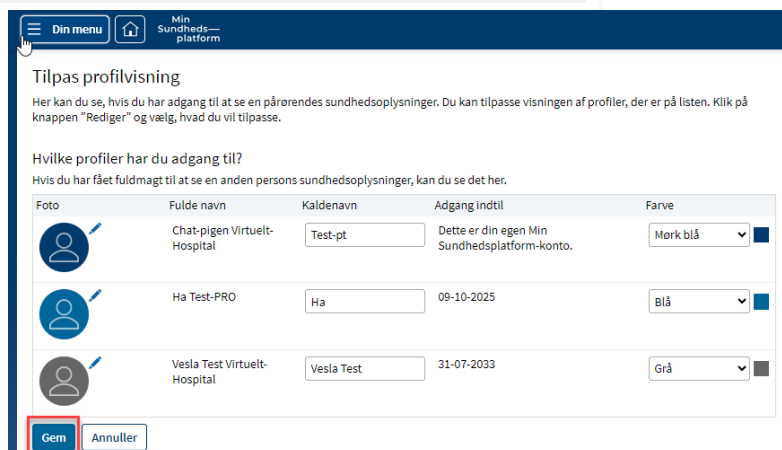 Din menu
Min
Sundheds—
platform
Tilpas profilvisning
Her kan du se, hvis du har adgang til at se en pårørendes sundhedsoplysninger. Du kan tilpasse visningen af profiler, der er på listen. Klik på
knappen "Rediger" og vælg, hvad du vil tilpasse.
Hvilke profiler har du adgang til?
Hvis du har fået fuldmagt til at se en anden persons sundhedsoplysninger, kan du se det her.
Foto Fulde navn Kaldenavn Adgang indtil Farve
Chat-pigen Virtuelt-
Hospital
Test-pt
Dette er din egen Min
Sundhedsplatform-konto.
Mørk blå
Ha Test-PRO Ha 09-10-2025 Blå
Vesla Test Virtuelt-
Hospital
Vesla Test
31-07-2033
Grå
Gem Annuller